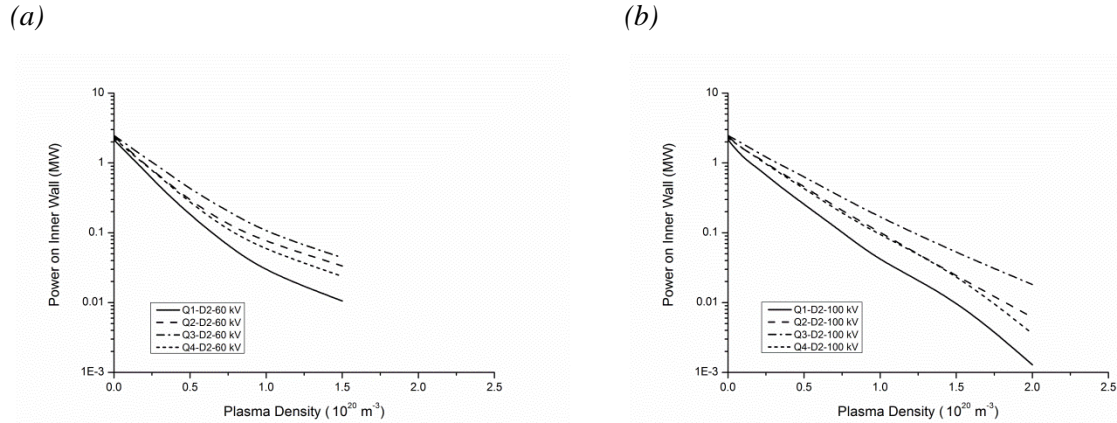 (a)
(b)
Power on Inner Wall (MW)
10
1
0.1
0.01
1E-3
Q1-D2-60 kV
Q2-D2-60 kV
Q3-D2-60 kV
Q4-D2-60 kV
0.0 0.5 1.0 1.5 2.0 2.5
Plasma Density ( 10²⁰ m⁻³)
Power on Inner Wall (MW)
10
1
0.1
0.01
1E-3
Q1-D2-100 kV
Q2-D2-100 kV
Q3-D2-100 kV
Q4-D2-100 kV
0.0 0.5 1.0 1.5 2.0 2.5
Plasma Density ( 10²⁰ m⁻³)